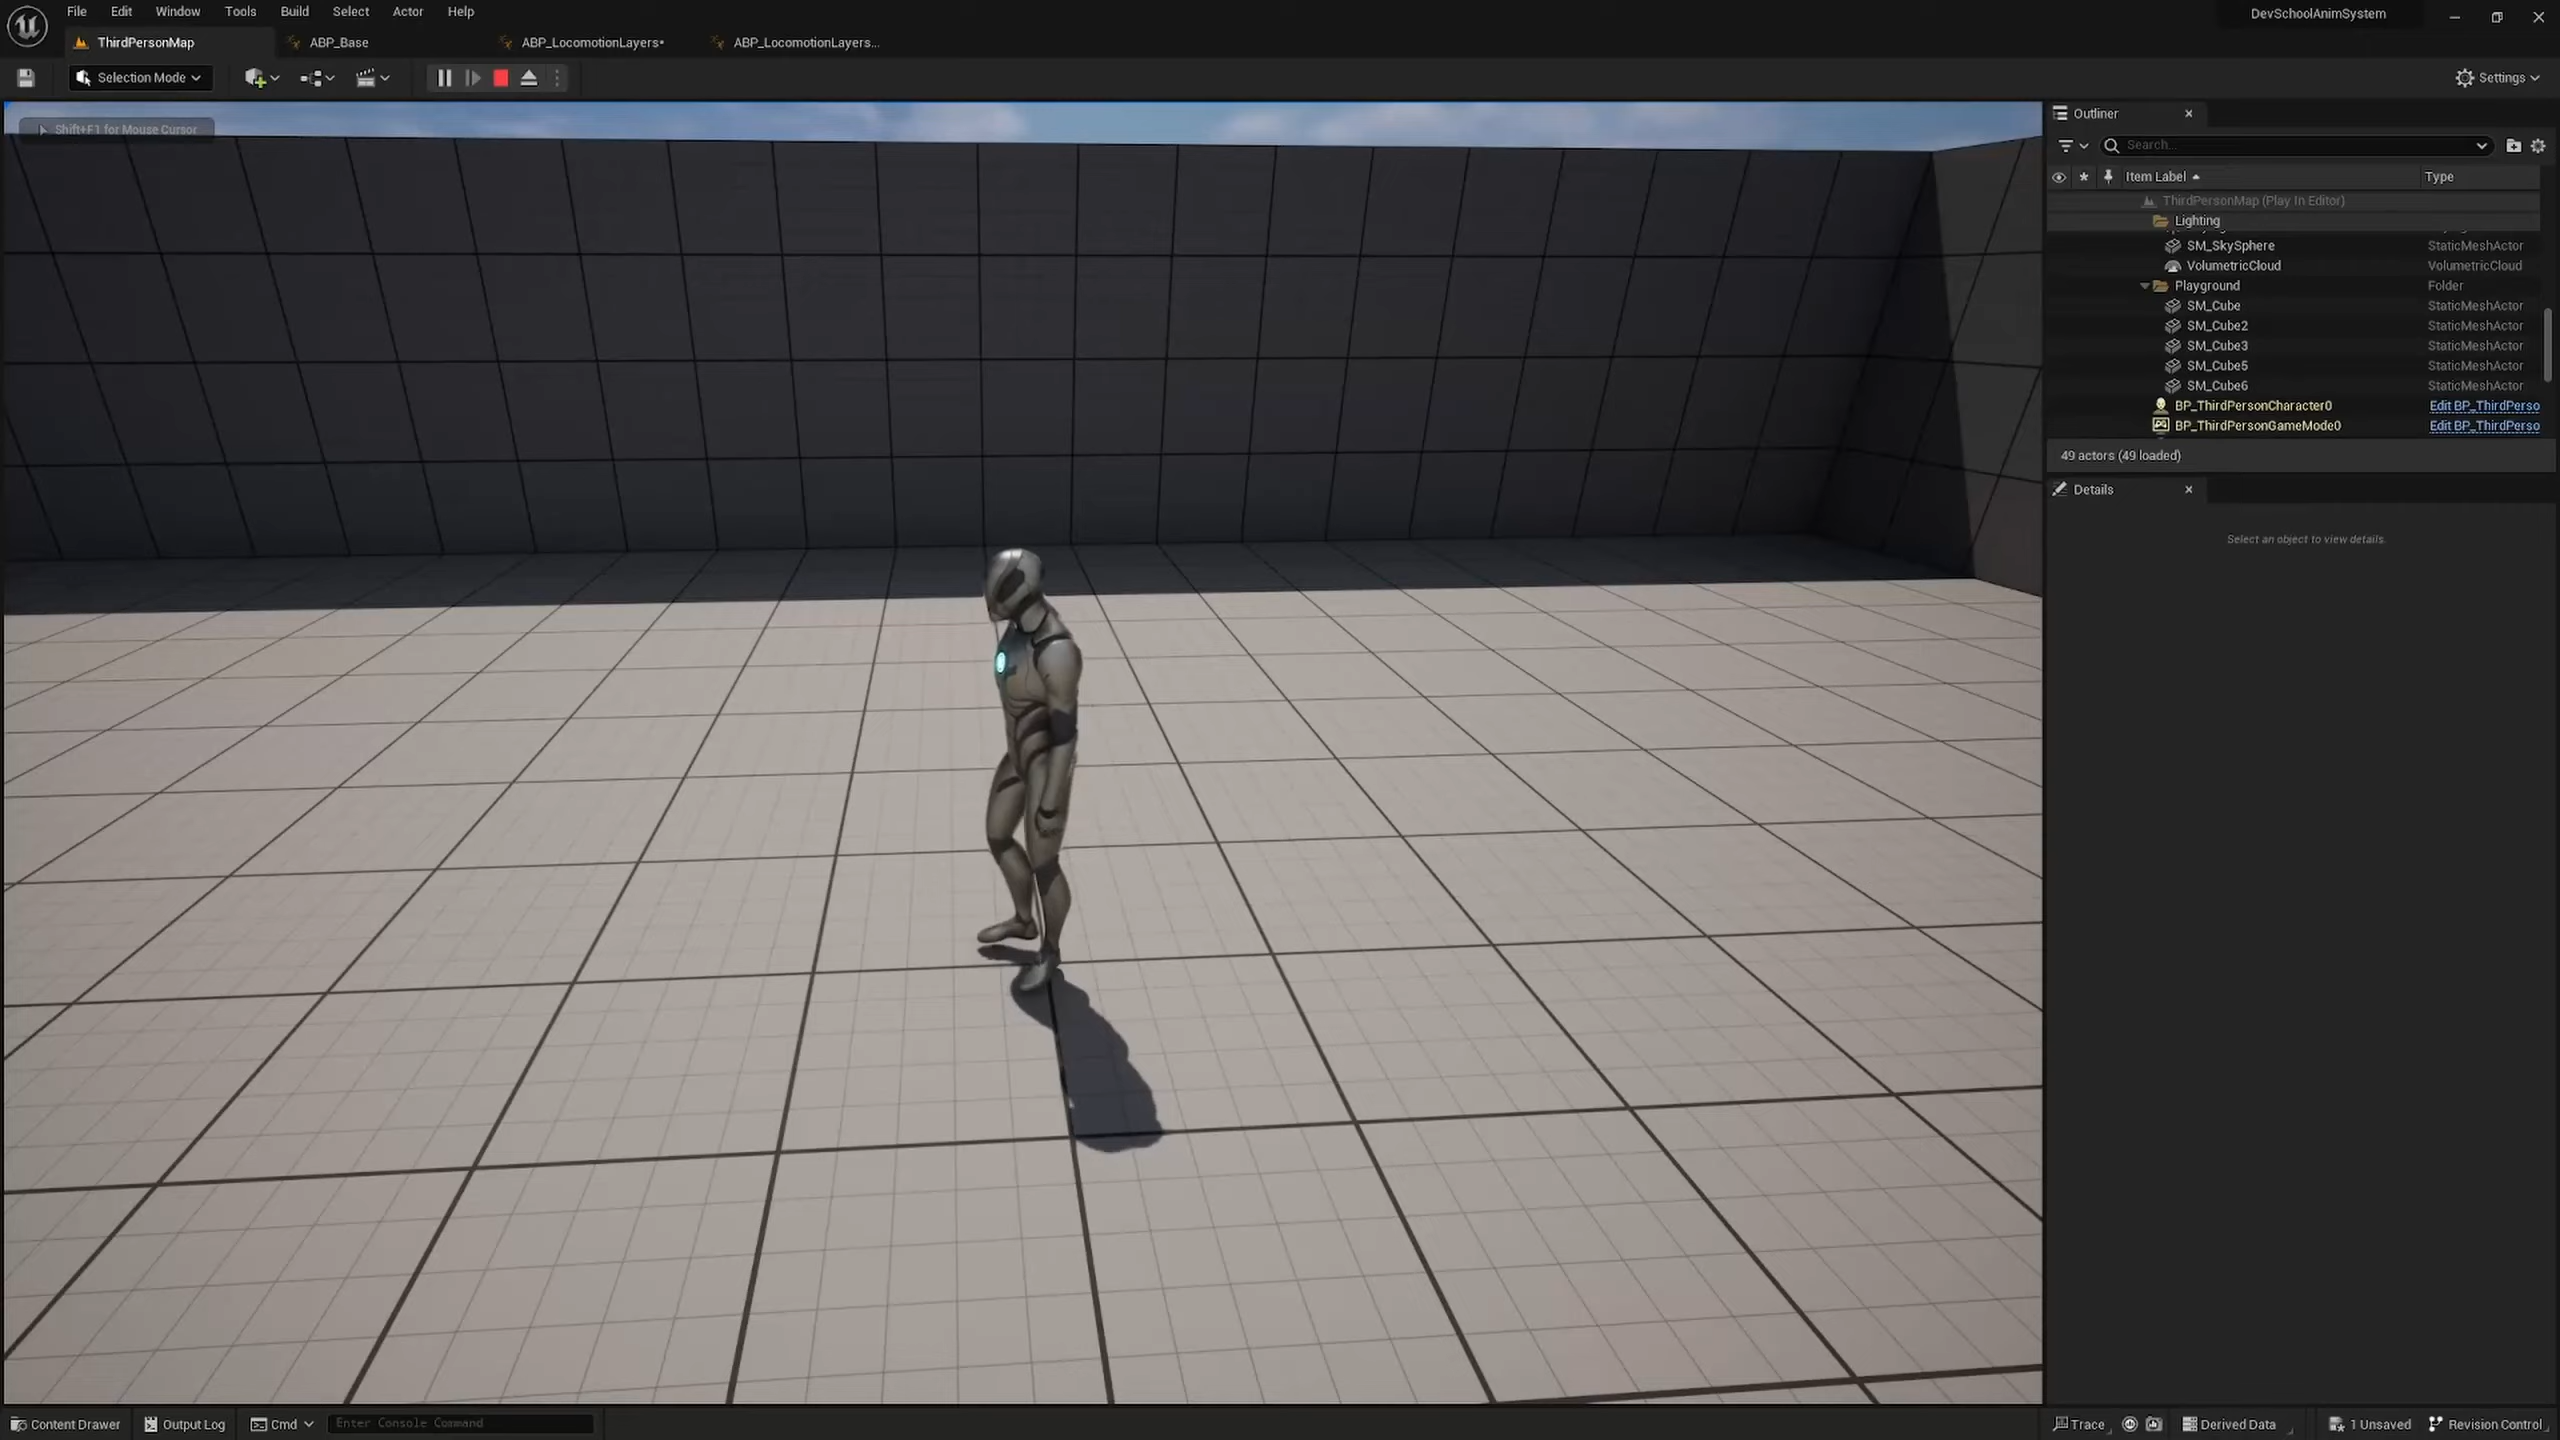 File Edit Window Tools Build Select Actor Help
DevSchoolAnimSystem
ThirdPersonMap ABP_Base ABP_LocomotionLayers• ABP_LocomotionLayers...
Selection Mode
Settings
Shift+F1 for Mouse Cursor
Outliner
Search...
Item Label Type
ThirdPersonMap (Play In Editor)
Lighting
SM_SkySphere StaticMeshActor
VolumetricCloud VolumetricCloud
Playground Folder
SM_Cube StaticMeshActor
SM_Cube2 StaticMeshActor
SM_Cube3 StaticMeshActor
SM_Cube5 StaticMeshActor
SM_Cube6 StaticMeshActor
BP_ThirdPersonCharacter0 Edit BP_ThirdPerso
BP_ThirdPersonGameMode0 Edit BP_ThirdPerso
49 actors (49 loaded)
Details
Select an object to view details.
Content Drawer Output Log Cmd Enter Console Command
Trace Derived Data 1 Unsaved Revision Control